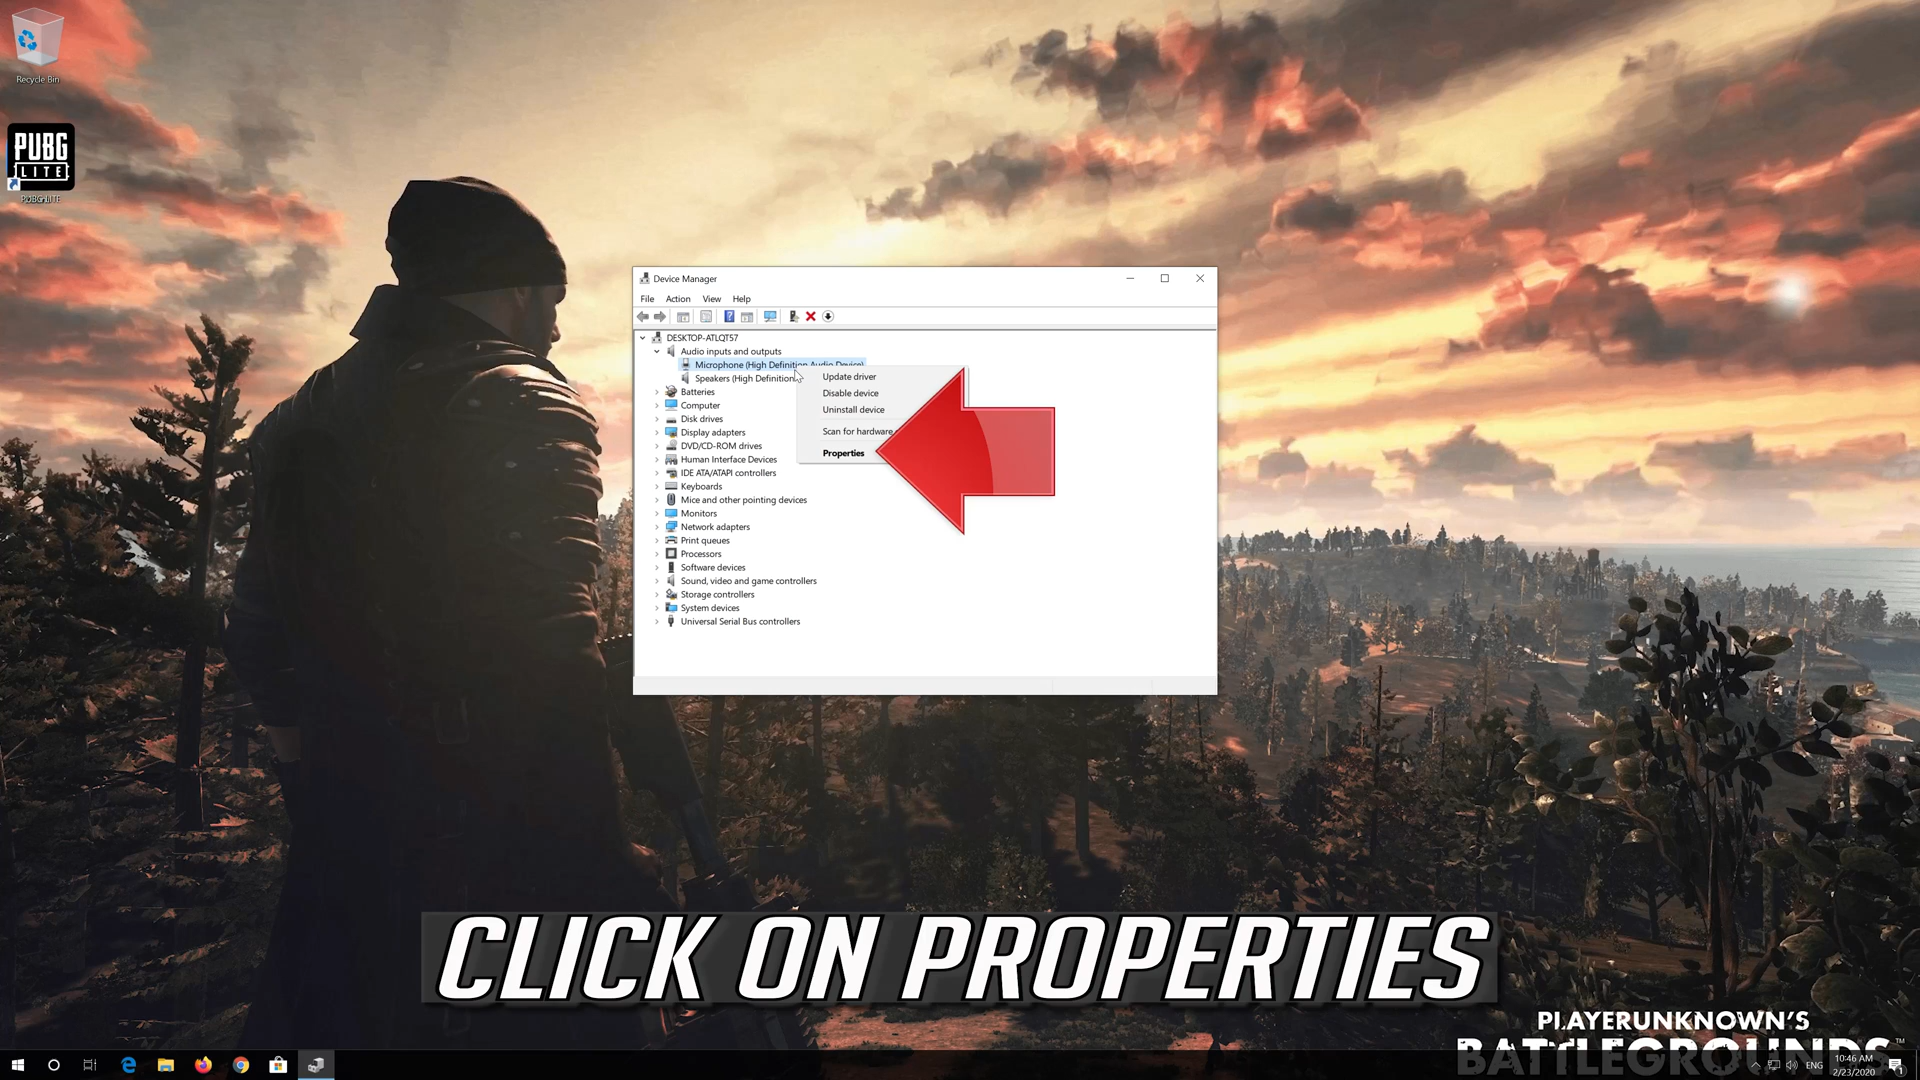 Recycle Bin
PUBG
LITE
PUBG LITE
Device Manager
File Action View Help
DESKTOP-ATLQT57
Audio inputs and outputs
Microphone (High Definition Audio Device)
Speakers (High Definition
Update driver
Disable device
Uninstall device
Scan for hardware
Properties
Batteries
Computer
Disk drives
Display adapters
DVD/CD-ROM drives
Human Interface Devices
IDE ATA/ATAPI controllers
Keyboards
Mice and other pointing devices
Monitors
Network adapters
Print queues
Processors
Software devices
Sound, video and game controllers
Storage controllers
System devices
Universal Serial Bus controllers
CLICK ON PROPERTIES
PLAYERUNKNOWN'S
BATTLEGROUNDS
ENG
10:46 AM
2/23/2020